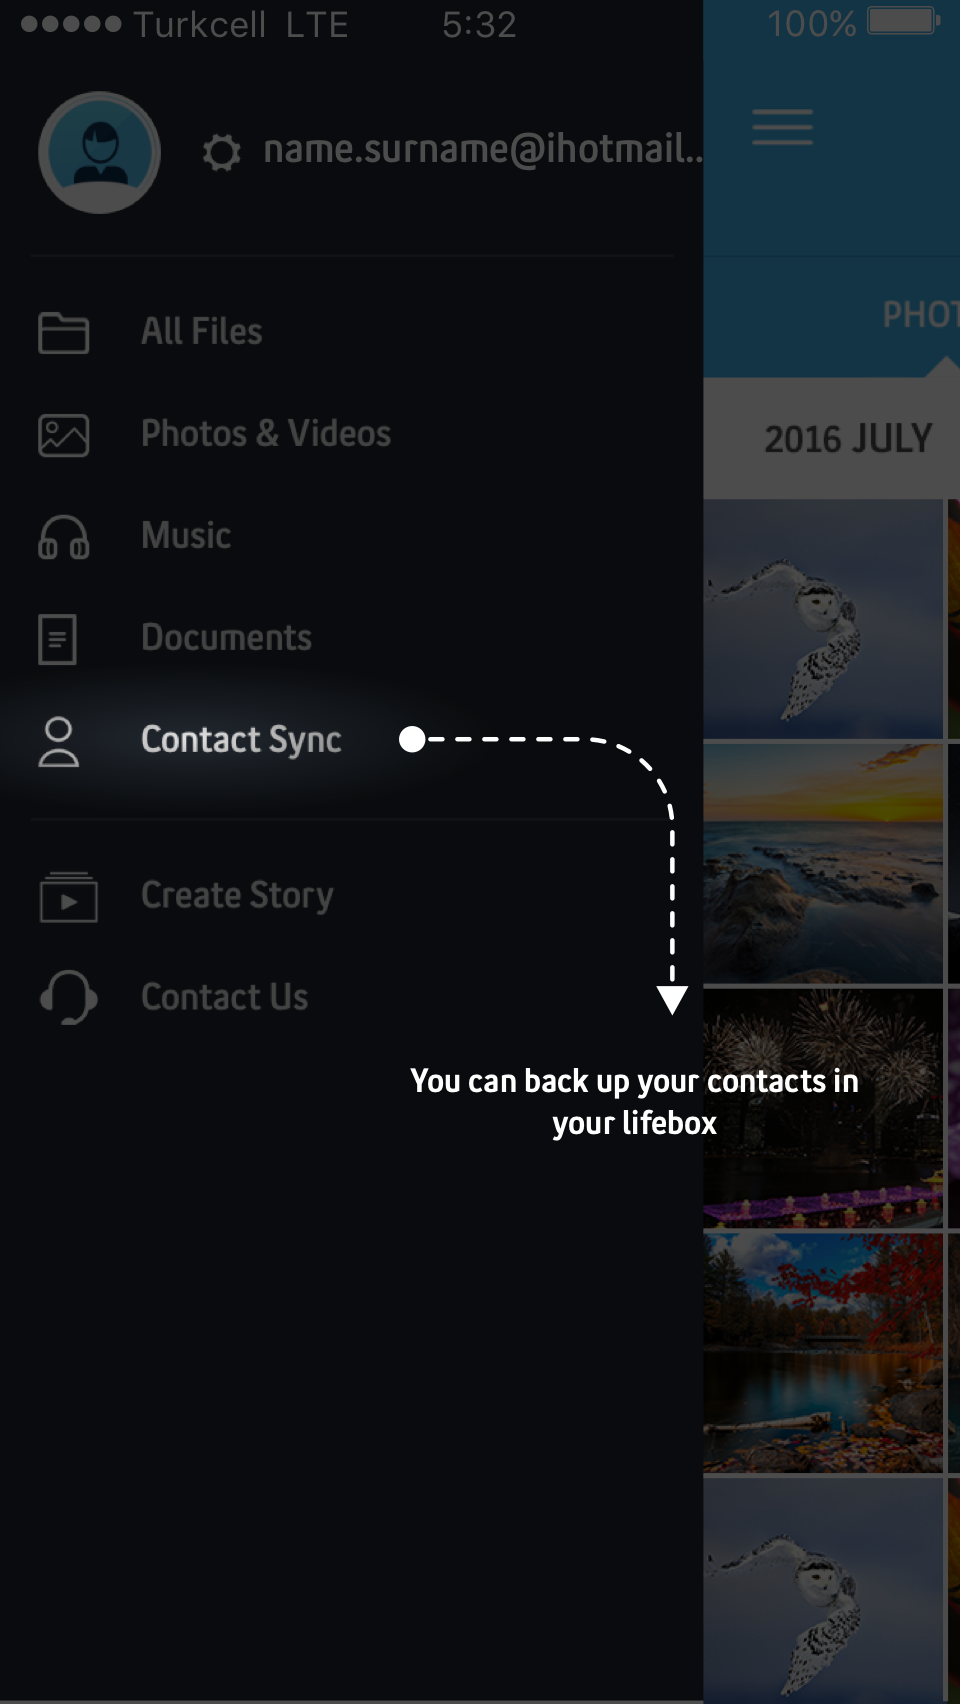 Turkcell LTE 5:32 100%
name.surname@ihotmail..
PHOT
2016 JULY
All Files
Photos & Videos
Music
Documents
Contact Sync
Create Story
Contact Us
You can back up your contacts in
your lifebox